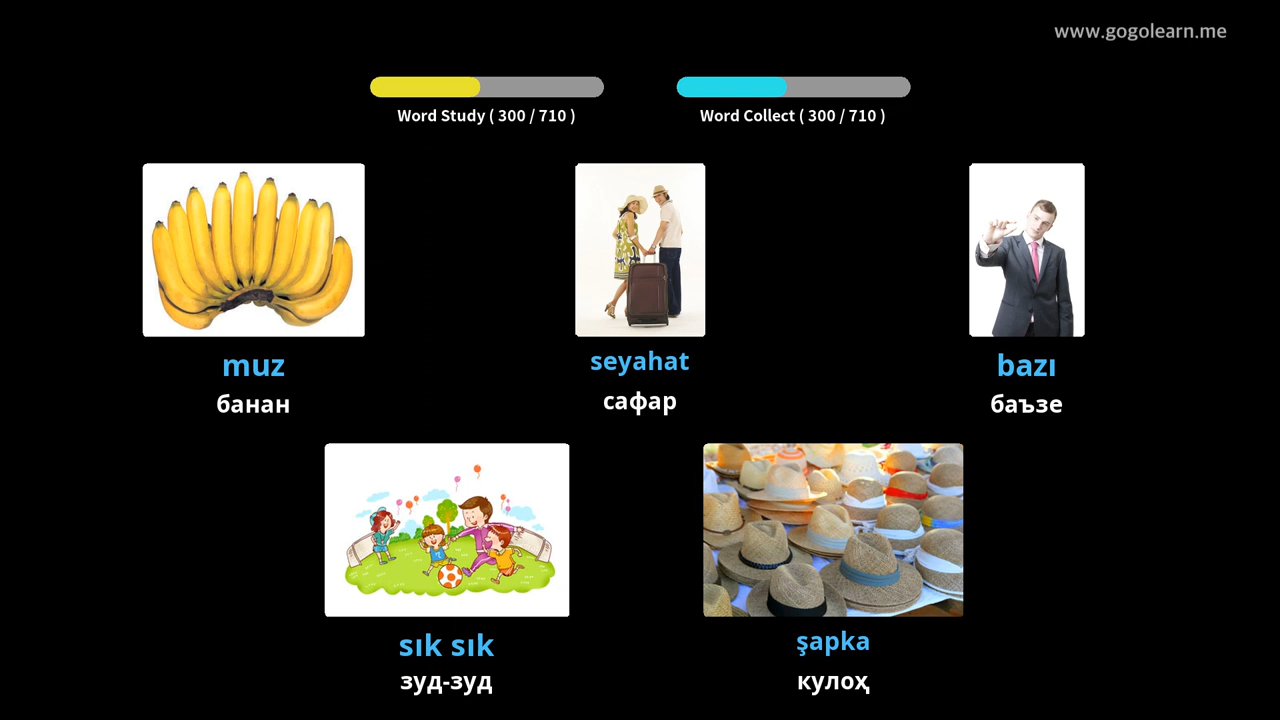 www.gogolearn.me
Word Study ( 300 / 710 )
Word Collect ( 300 / 710 )
muz
банан
seyahat
сафар
bazı
баъзе
sık sık
зуд-зуд
şapka
кулоҳ